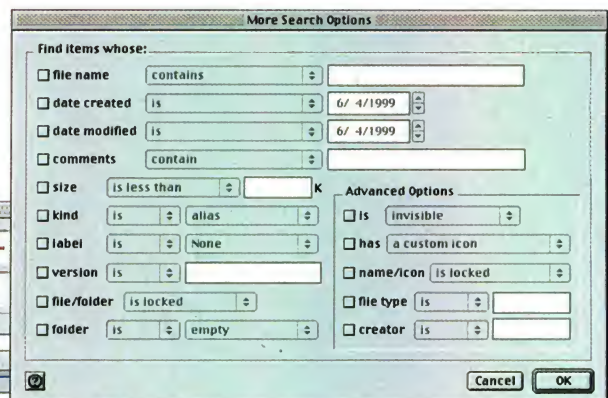 More Search Options
Find items whose:
file name contains
date created is 6/ 4/1999
date modified is 6/ 4/1999
comments contain
size is less than K
kind is alias
label is None
version is
file/folder is locked
folder is empty
Advanced Options
is invisible
has a custom icon
name/icon is locked
file type is
creator is
?
Cancel OK